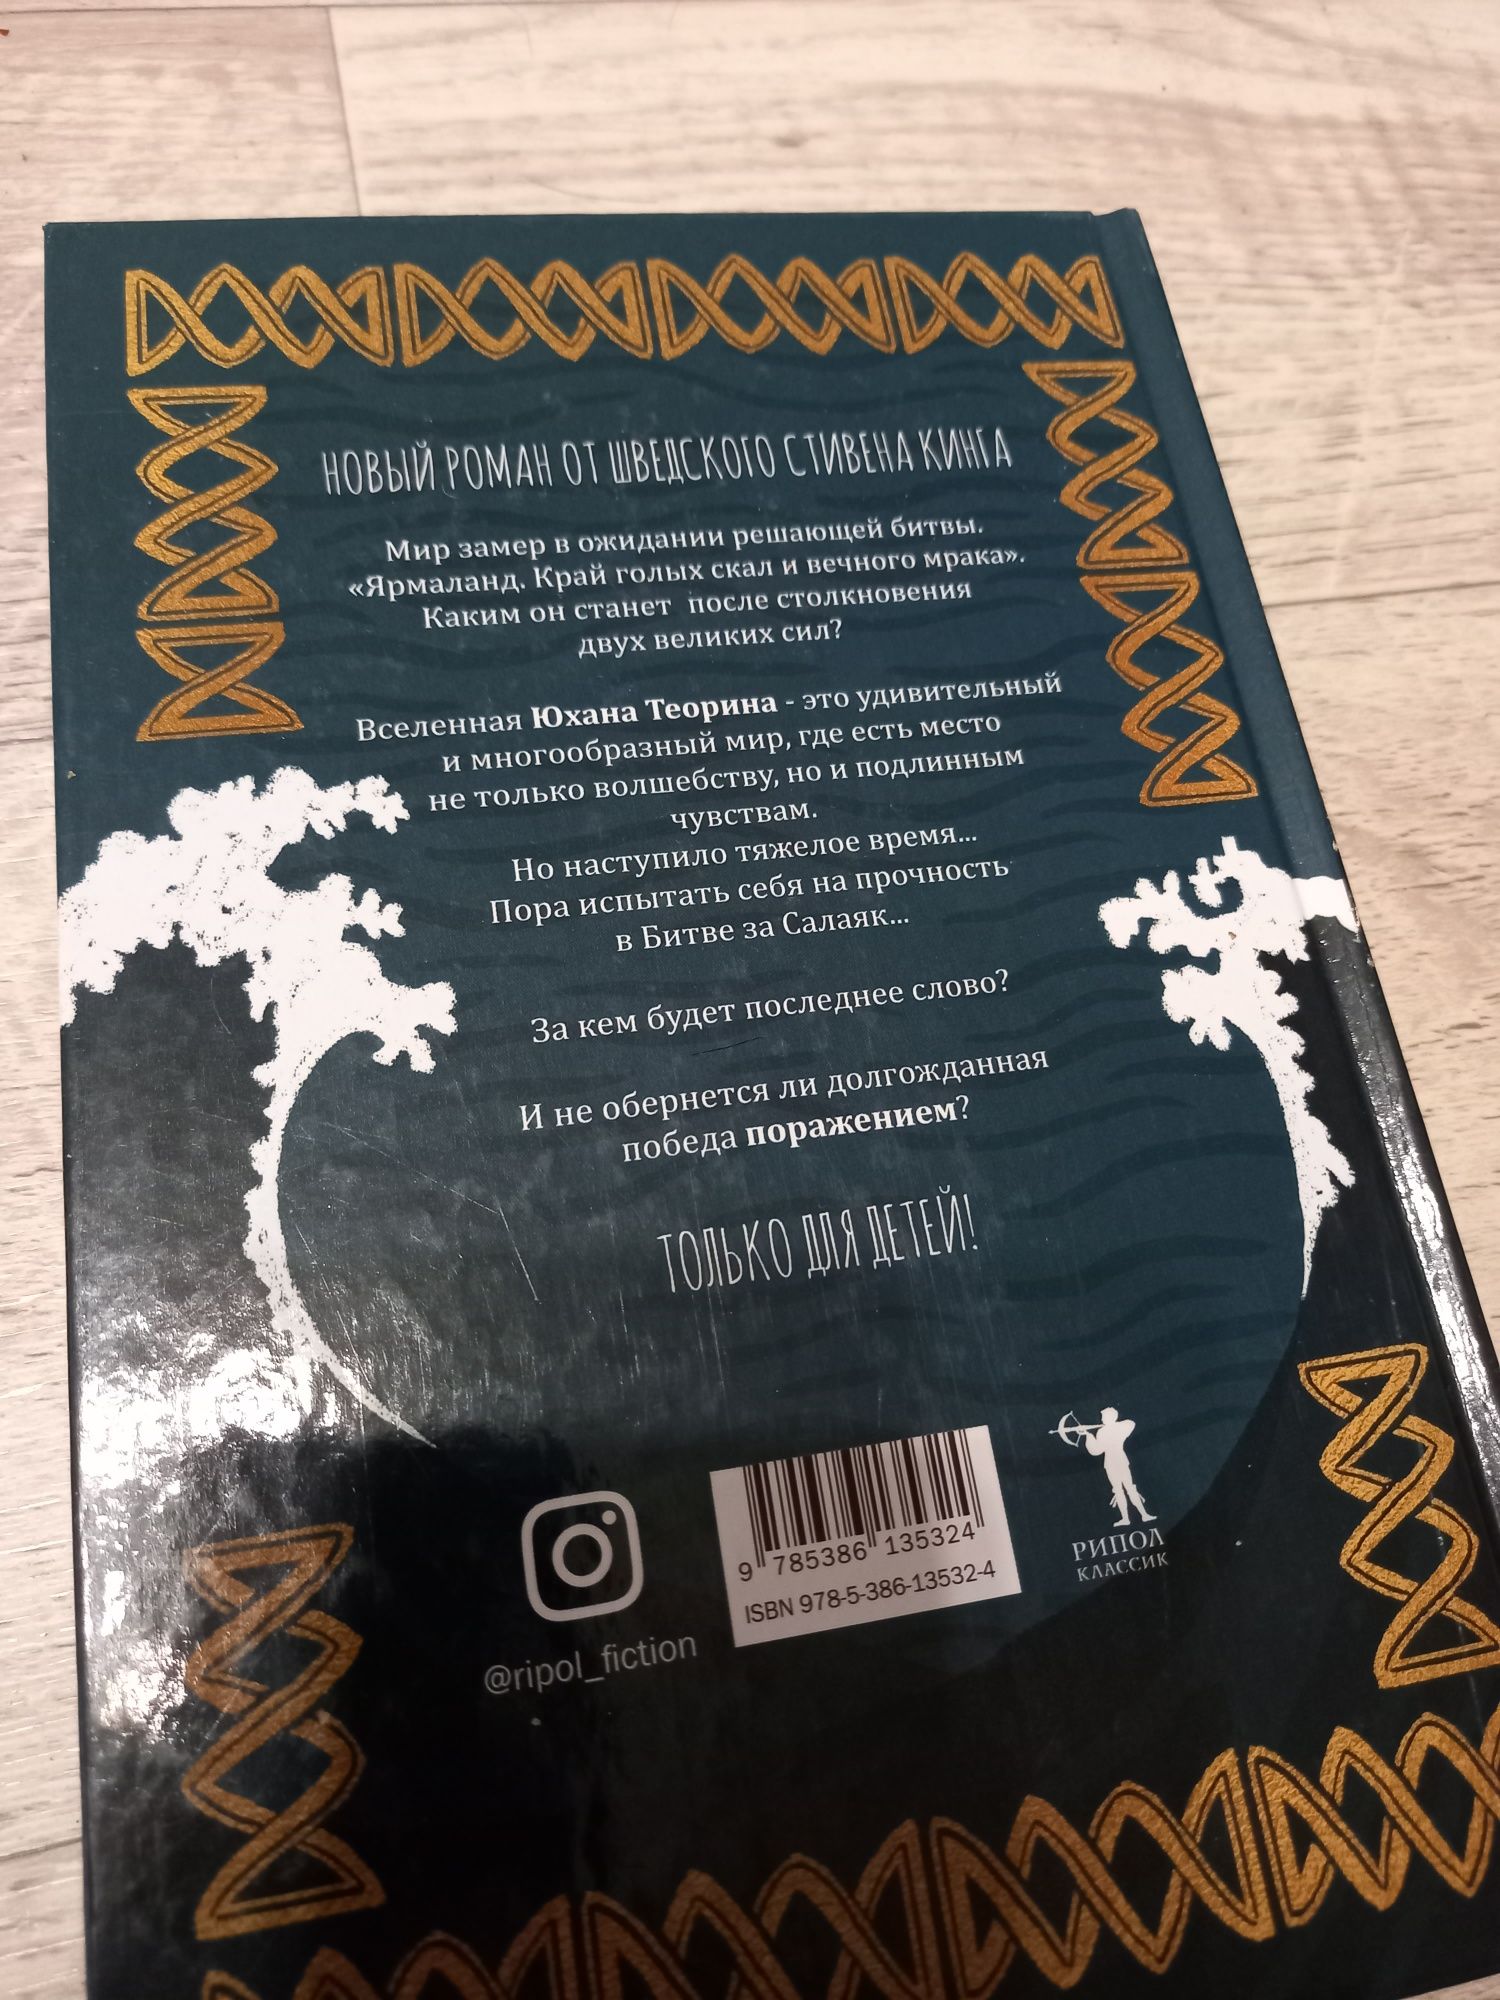 НОВЫЙ РОМАН ОТ ШВЕДСКОГО СТИВЕНА КИНГА
Мир замер в ожидании решающей битвы.
«Ярмаланд. Край голых скал и вечного мрака».
Каким он станет после столкновения
двух великих сил?
Вселенная Юхана Теорина - это удивительный
и многообразный мир, где есть место
не только волшебству, но и подлинным
чувствам.
Но наступило тяжелое время...
Пора испытать себя на прочность
в Битве за Салаяк...
За кем будет последнее слово?
И не обернется ли долгожданная
победа поражением?
ТОЛЬКО ДЛЯ ДЕТЕЙ!
9 785386 135324
ISBN 978-5-386-13532-4
РИПОЛ
КЛАССИК
@ripol_fiction